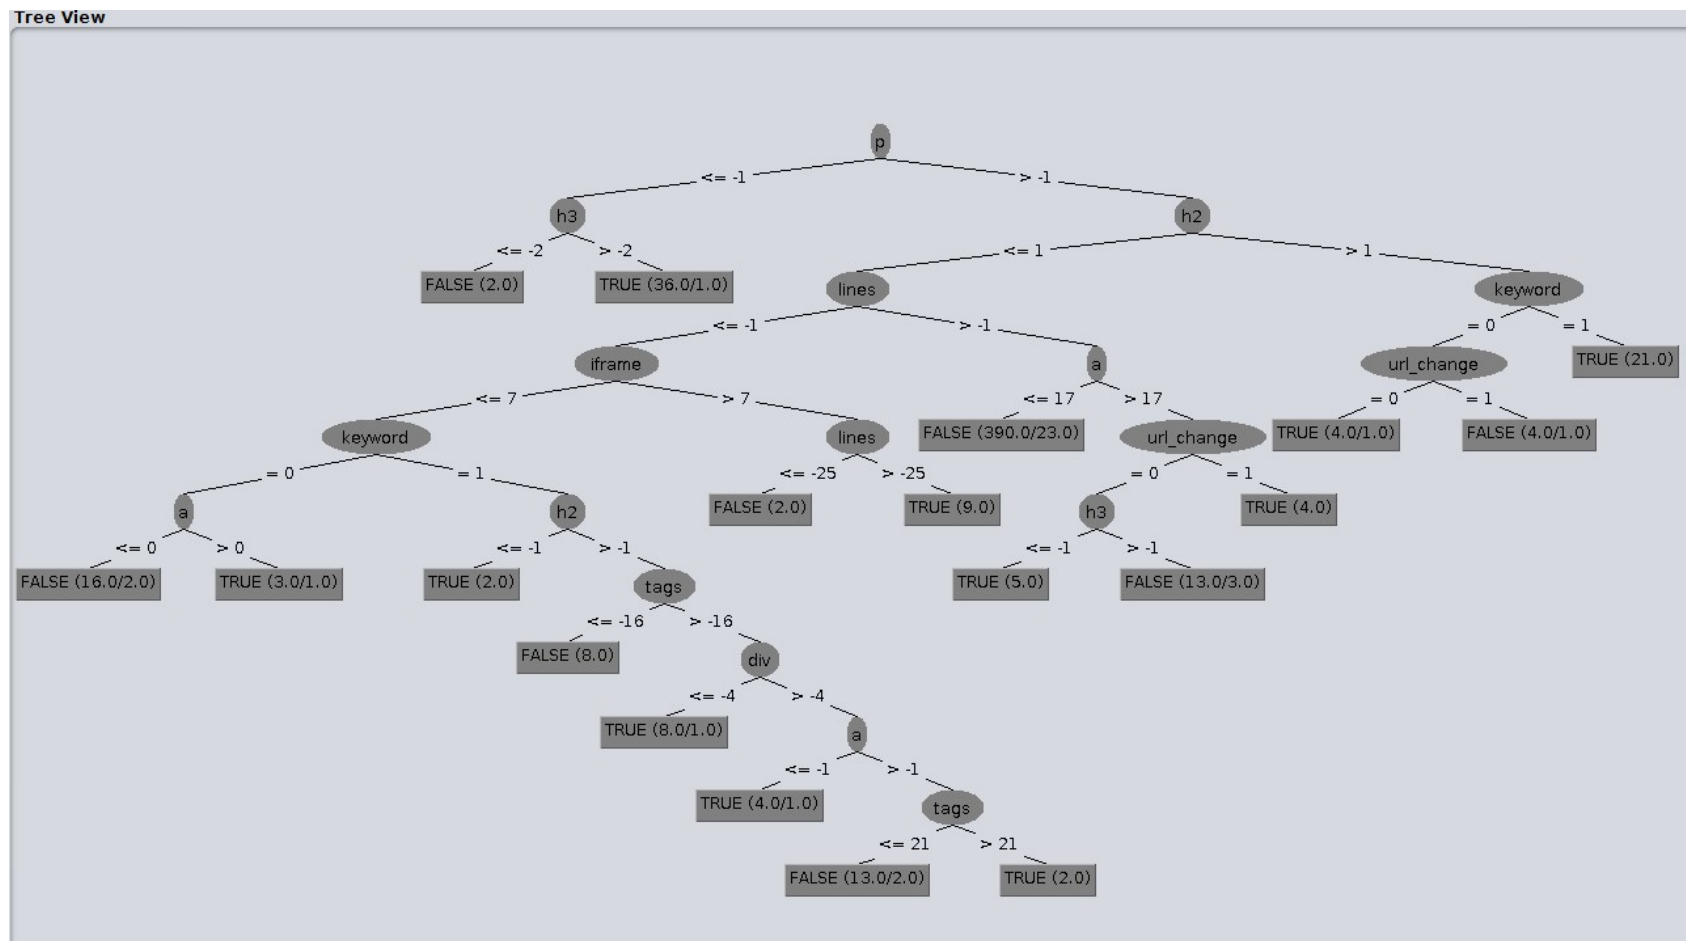 Tree View
p
<= -1 > -1
h3 h2
<= -2 > -2 <= 1 > 1
FALSE (2.0) TRUE (36.0/1.0) lines keyword
<= -1 > -1 = 0 = 1
iframe a url_change TRUE (21.0)
<= 7 > 7 <= 17 > 17 = 0 = 1
keyword lines FALSE (390.0/23.0) url_change TRUE (4.0/1.0) FALSE (4.0/1.0)
= 0 = 1 <= -25 > -25 = 0 = 1
a h2 FALSE (2.0) TRUE (9.0) h3 TRUE (4.0)
<= 0 > 0 <= -1 > -1 <= -1 > -1
FALSE (16.0/2.0) TRUE (3.0/1.0) TRUE (2.0) tags TRUE (5.0) FALSE (13.0/3.0)
<= -16 > -16
FALSE (8.0) div
<= -4 > -4
TRUE (8.0/1.0) a
<= -1 > -1
TRUE (4.0/1.0) tags
<= 21 > 21
FALSE (13.0/2.0) TRUE (2.0)